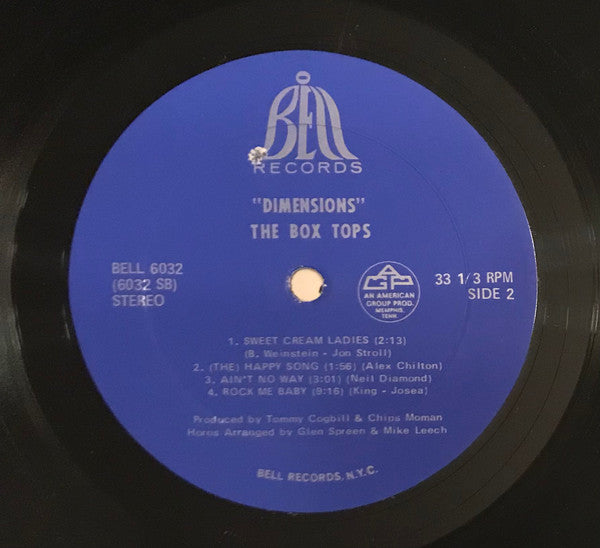 BELL
RECORDS
"DIMENSIONS"
THE BOX TOPS
BELL 6032
(6032 SB)
STEREO
AGP
AN AMERICAN
GROUP PROD.
MEMPHIS,
TENN.
33 1/3 RPM
SIDE 2
1. SWEET CREAM LADIES (2:13)
(B. Weinstein - Jon Stroll)
2. (THE) HAPPY SONG (1:56) (Alex Chilton)
3. AIN'T NO WAY (3:01) (Neil Diamond)
4. ROCK ME BABY (9:16) (King - Josea)
Produced by Tommy Cogbill & Chips Moman
Horns Arranged by Glen Spreen & Mike Leech
BELL RECORDS, N.Y.C.